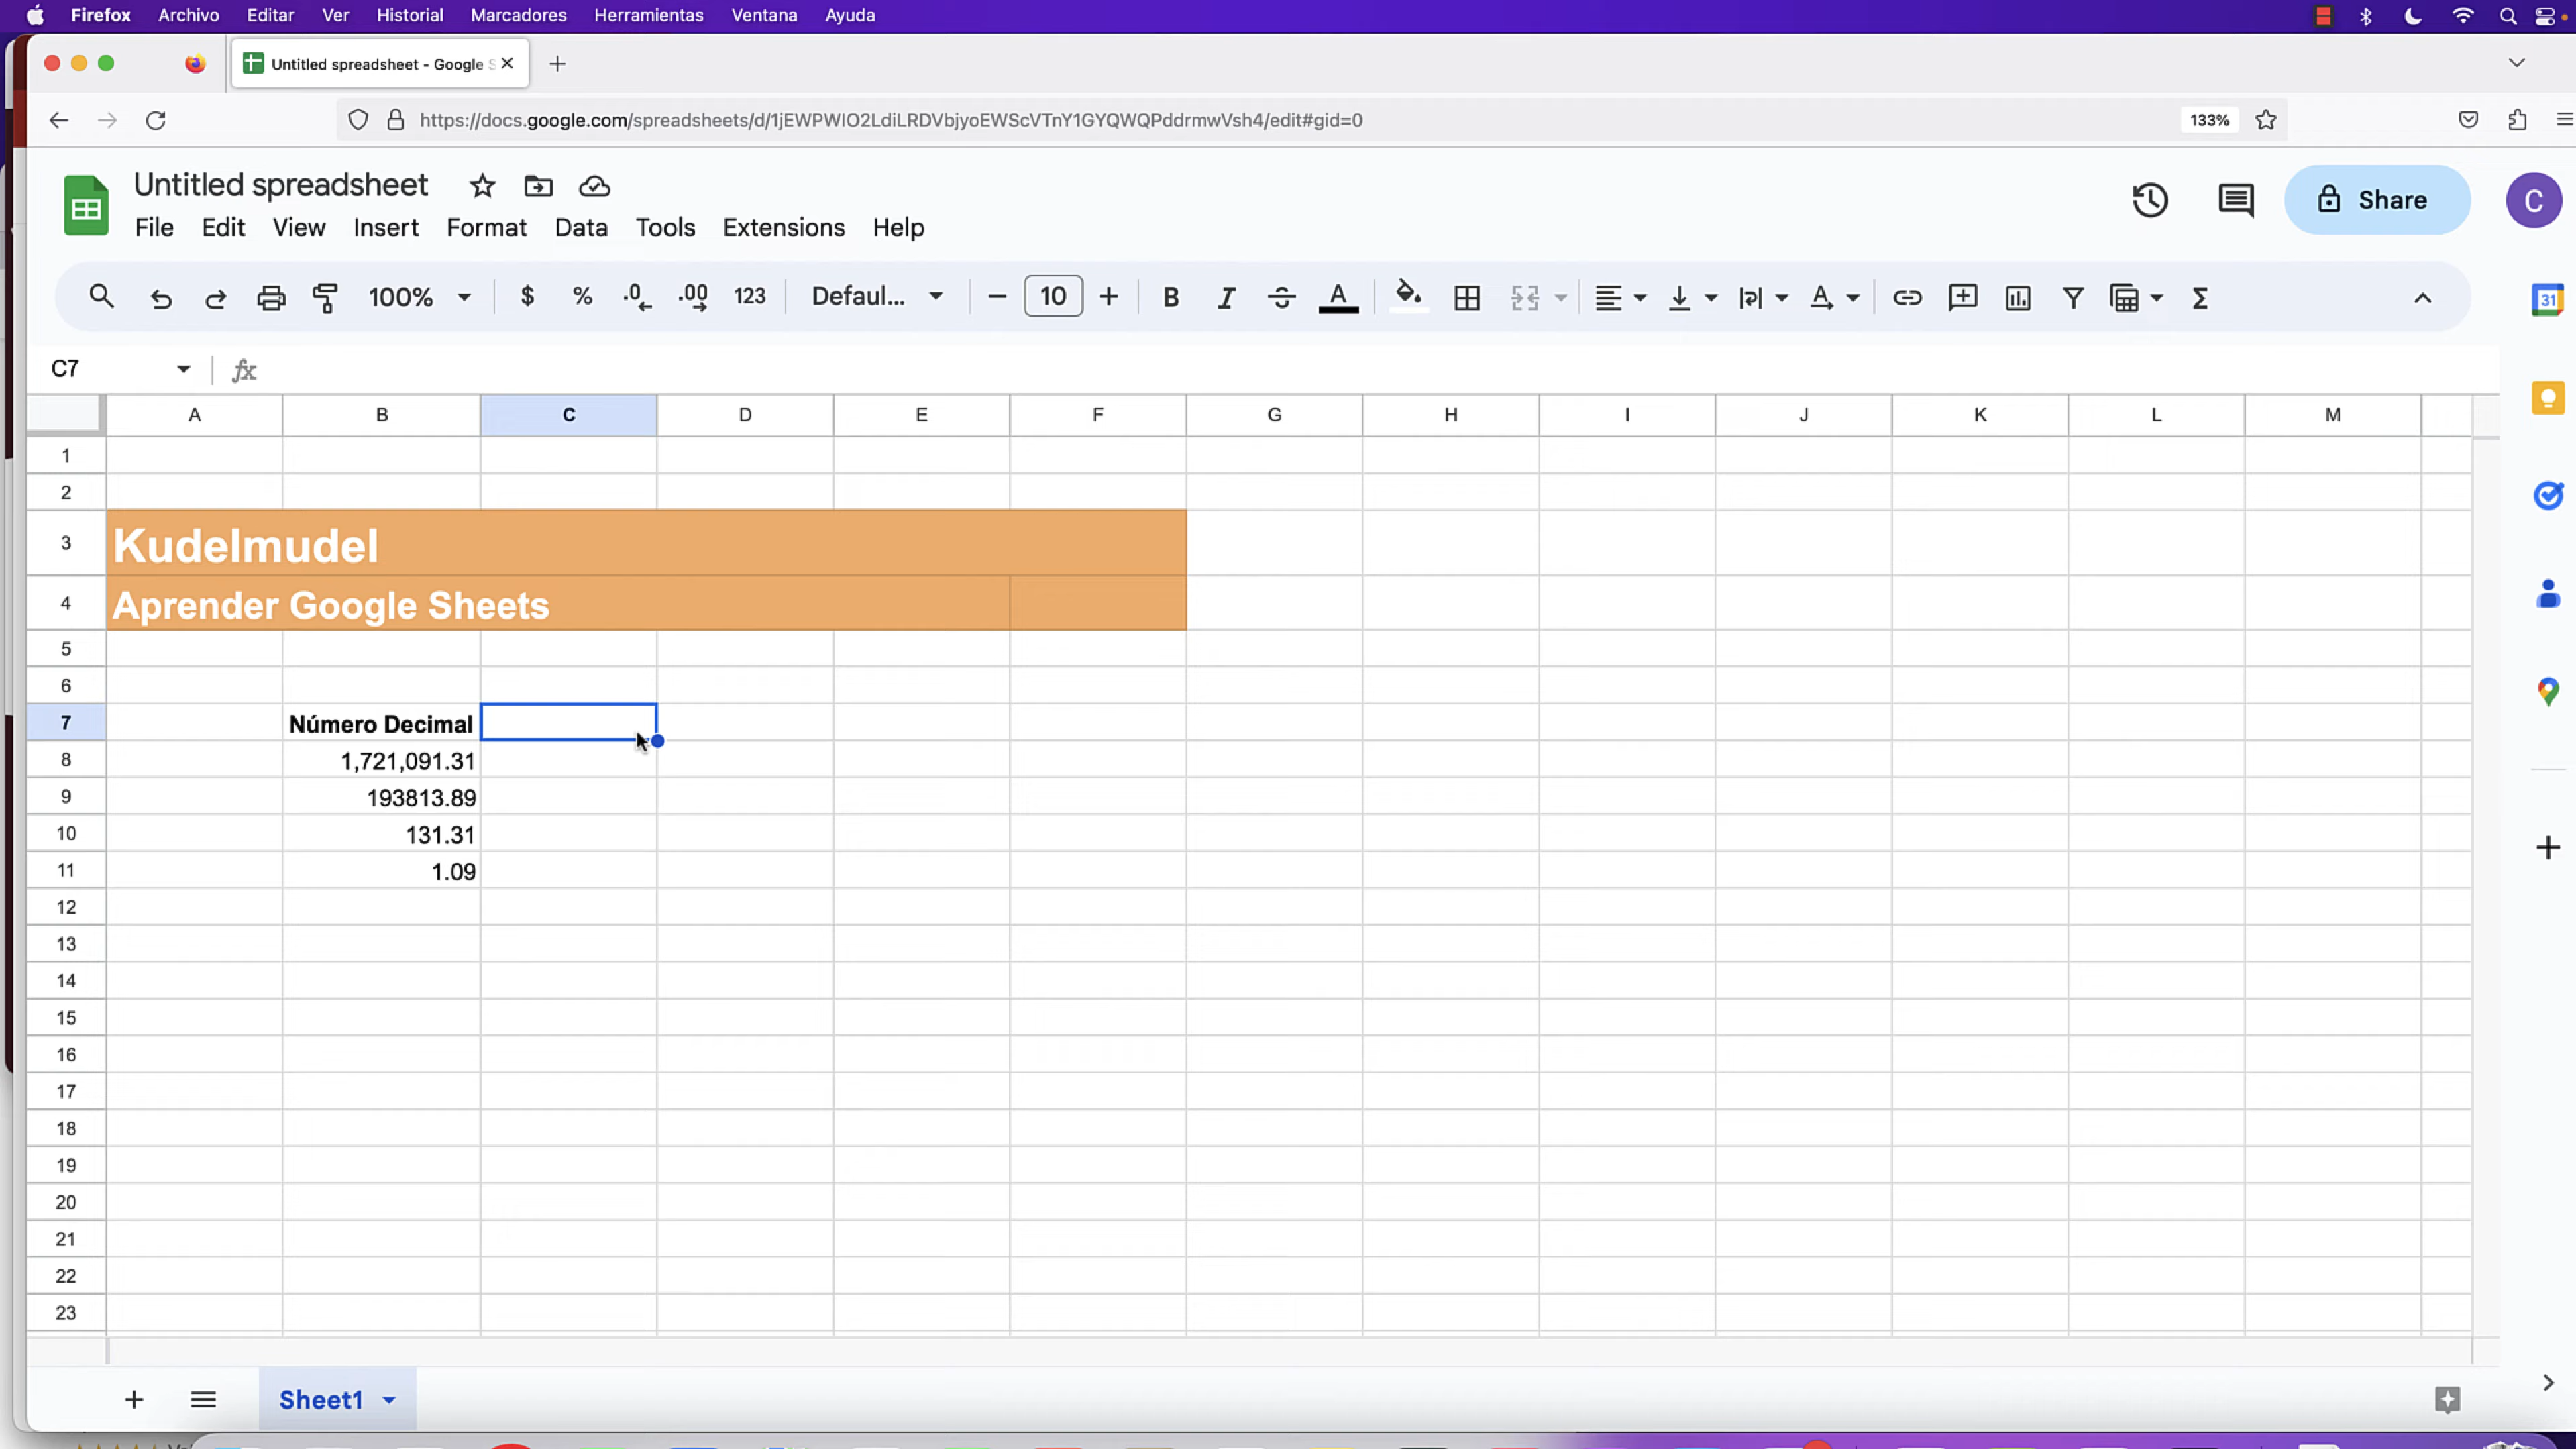 Firefox Archivo Editar Ver Historial Marcadores Herramientas Ventana Ayuda
Untitled spreadsheet - Google S
https://docs.google.com/spreadsheets/d/1jEWPWIO2LdiLRDVbjyoEWScVTnY1GYQWQPddrmwVsh4/edit#gid=0 133%
Untitled spreadsheet
Share C
File Edit View Insert Format Data Tools Extensions Help
100% $ % .0 .00 123 Defaul... 10 B I A A Σ
31
C7 fx
A B C D E F G H I J K L M
1
2
3 Kudelmudel
4 Aprender Google Sheets
5
6
7 Número Decimal
8 1,721,091.31
9 193813.89
10 131.31
11 1.09
12
13
14
15
16
17
18
19
20
21
22
23
Sheet1